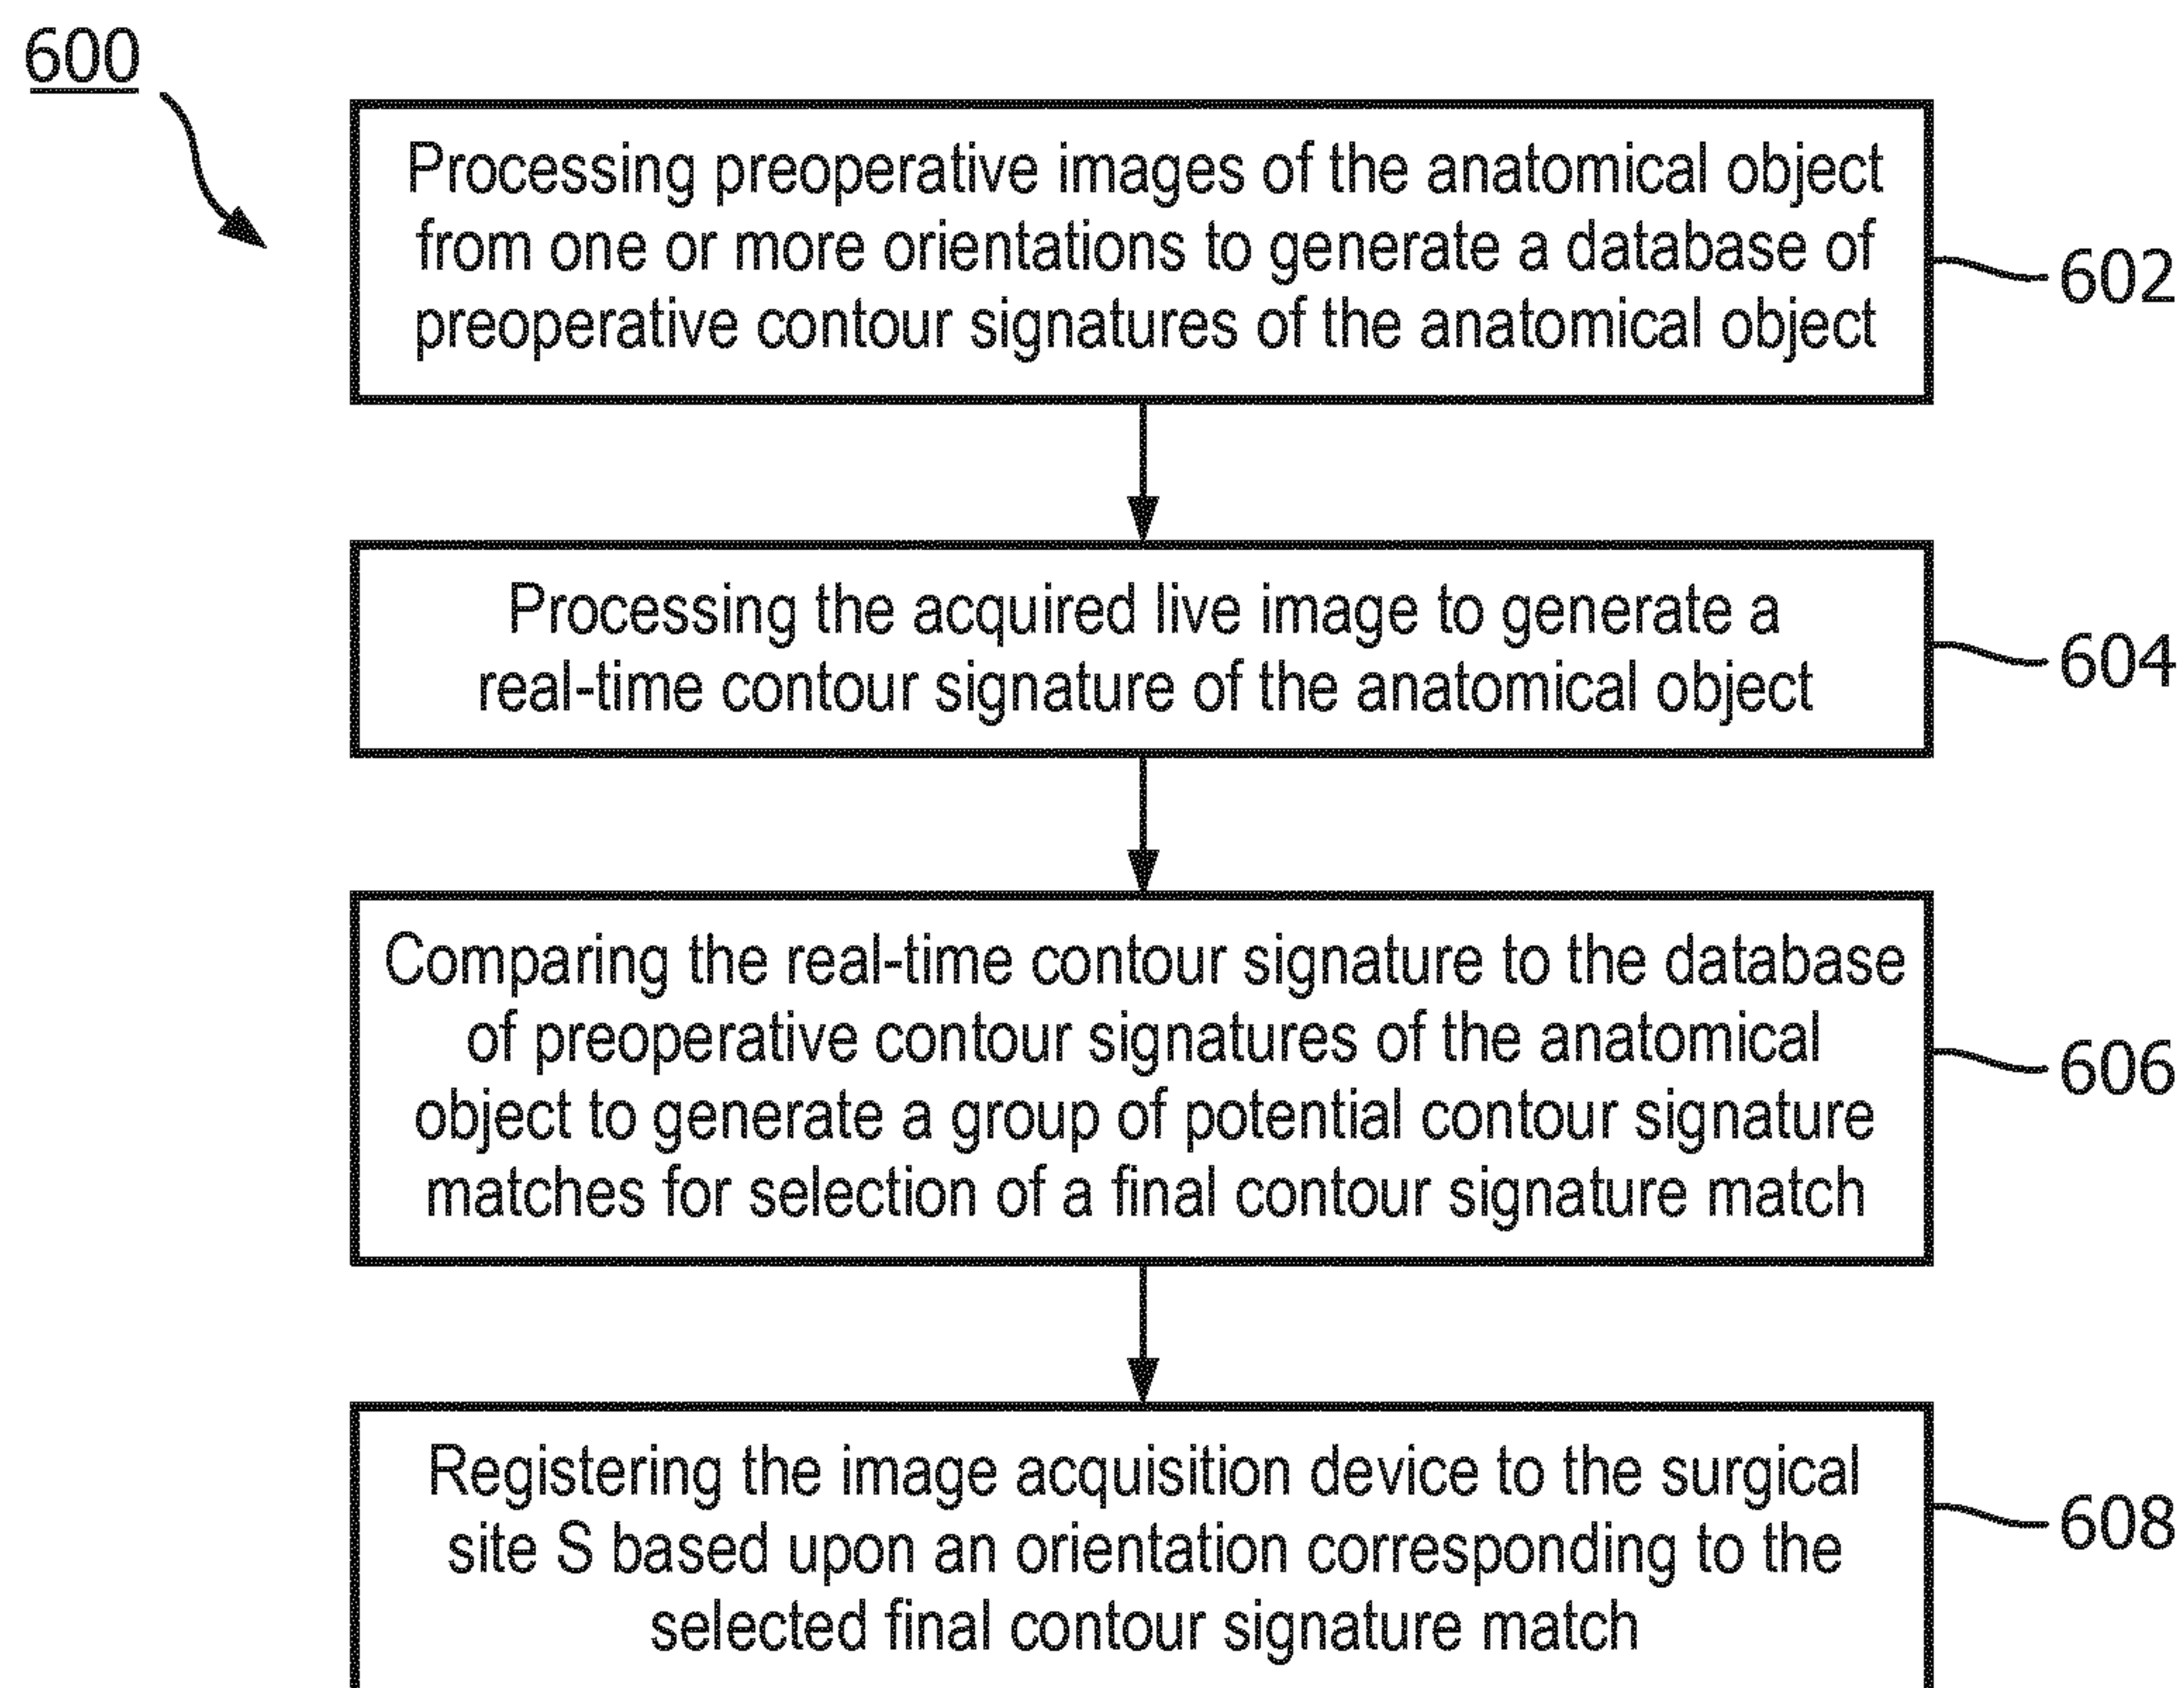 600
Processing preoperative images of the anatomical object
from one or more orientations to generate a database of
preoperative contour signatures of the anatomical object
602
Processing the acquired live image to generate a
real-time contour signature of the anatomical object
604
Comparing the real-time contour signature to the database
of preoperative contour signatures of the anatomical
object to generate a group of potential contour signature
matches for selection of a final contour signature match
606
Registering the image acquisition device to the surgical
site S based upon an orientation corresponding to the
selected final contour signature match
608